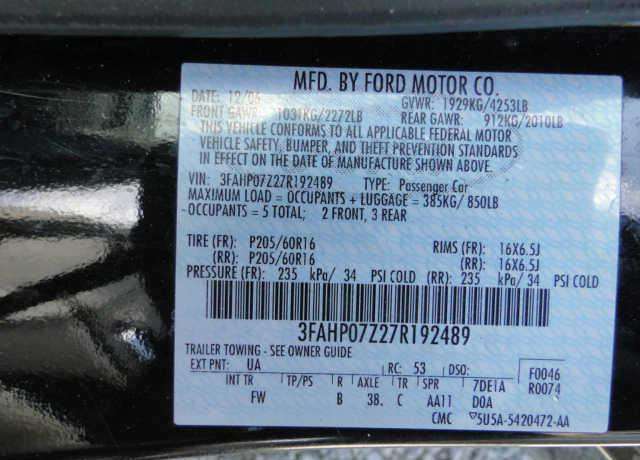 MFD. BY FORD MOTOR CO.
DATE: 12/06 GVWR: 1929KG/4253LB
FRONT GAWR: 1031KG/2272LB REAR GAWR: 912KG/2010LB
THIS VEHICLE CONFORMS TO ALL APPLICABLE FEDERAL MOTOR
VEHICLE SAFETY, BUMPER, AND THEFT PREVENTION STANDARDS
IN EFFECT ON THE DATE OF MANUFACTURE SHOWN ABOVE.
VIN: 3FAHP07Z27R192489 TYPE: Passenger Car
MAXIMUM LOAD = OCCUPANTS + LUGGAGE = 385KG/ 850LB
-OCCUPANTS = 5 TOTAL; 2 FRONT, 3 REAR
TIRE (FR): P205/60R16 RIMS (FR): 16X6.5J
(RR): P205/60R16 (RR): 16X6.5J
PRESSURE (FR): 235 kPa/ 34 PSI COLD (RR): 235 kPa/ 34 PSI COLD
3FAHP07Z27R192489
TRAILER TOWING - SEE OWNER GUIDE
EXT PNT: UA RC: 53 DSO: F0046
INT TR TP/PS R AXLE TR SPR 7DE1A R0074
FW B 38. C AA11 D0A
CMC 5U5A-5420472-AA